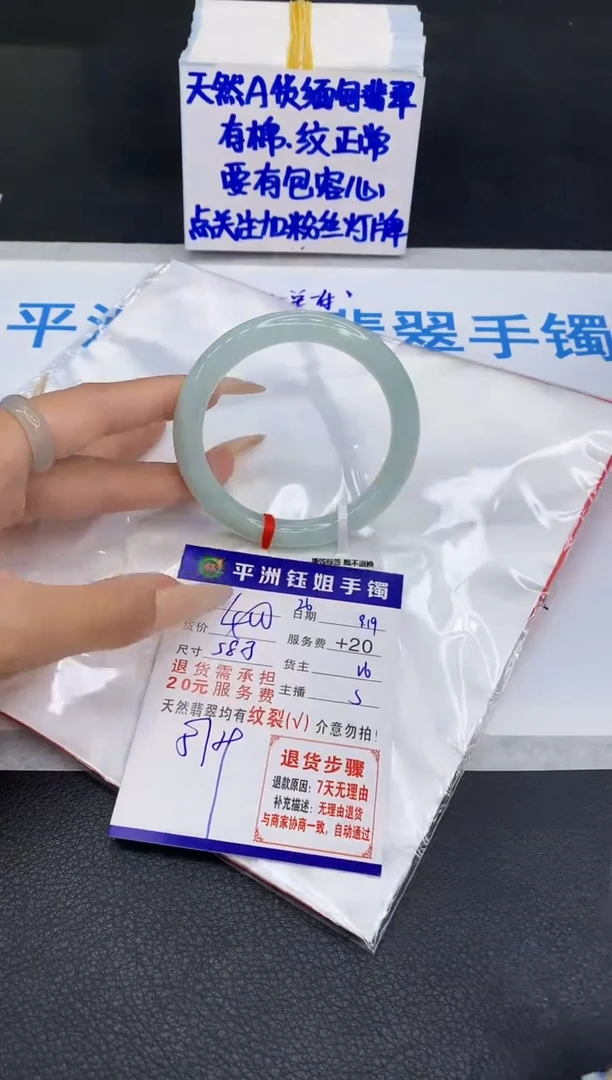 天然A货缅甸翡翠
有棉、纹正常
要有包容心
点关注加粉丝灯牌
平洲 翡翠手镯
平洲钰姐手镯
货价 400 日期 9.19
尺寸 58 服务费 +20
退货需承担 货主
20元服务费 主播 S
天然翡翠均有纹裂(√) 介意勿拍!
退货步骤
退款原因：7天无理由
补充描述：无理由退货
与商家协商一致，自动通过